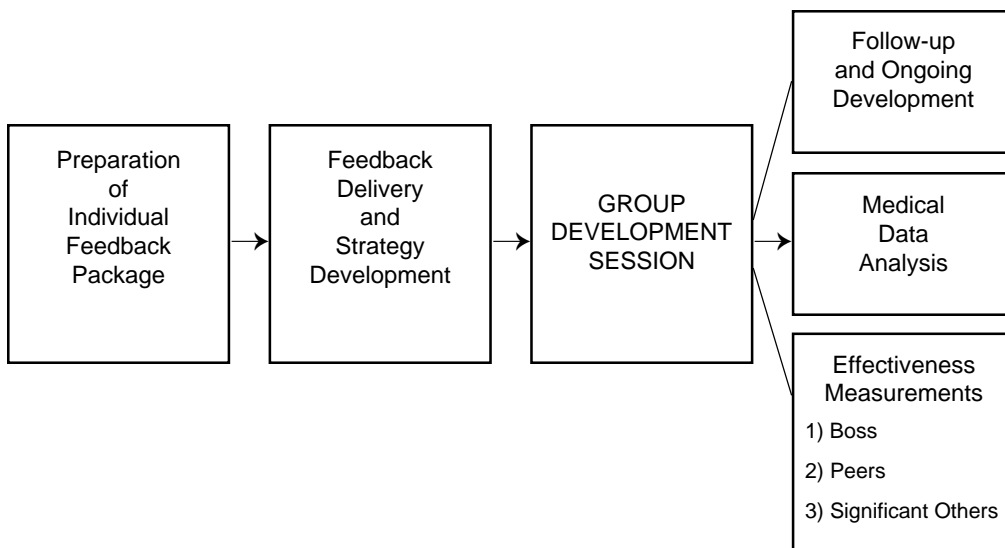 Preparation
of
Individual
Feedback
Package
Feedback
Delivery
and
Strategy
Development
GROUP
DEVELOPMENT
SESSION
Follow-up
and Ongoing
Development
Medical
Data
Analysis
Effectiveness
Measurements
1) Boss
2) Peers
3) Significant Others